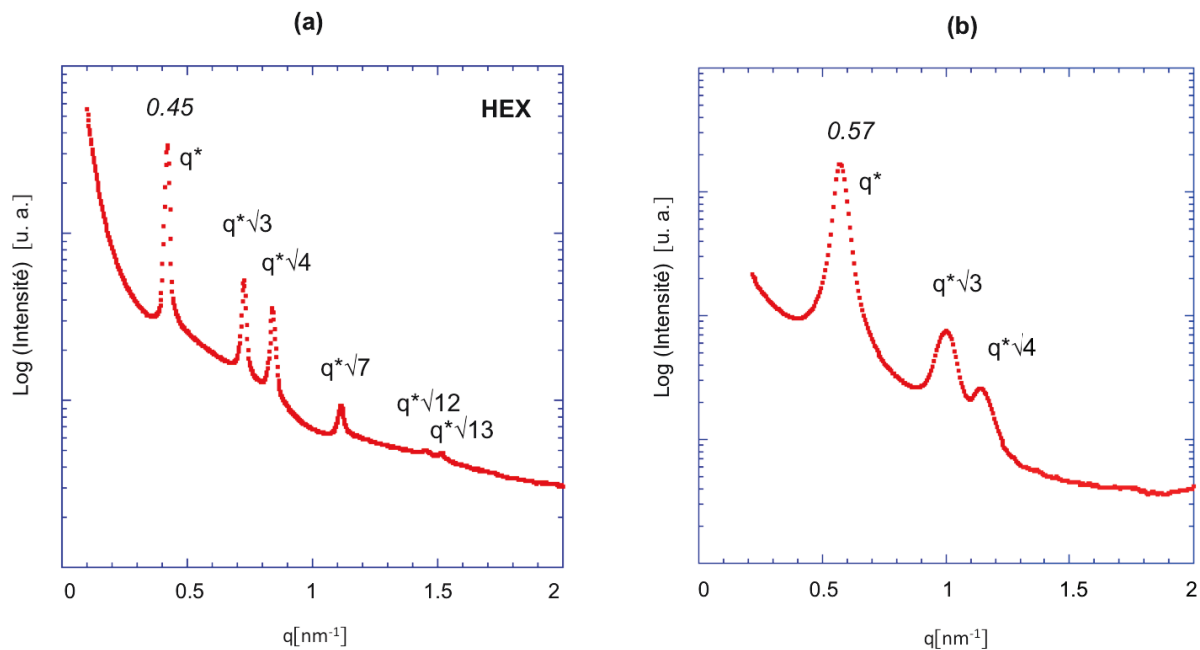 (a)
0.45
HEX
q*
q*√3
q*√4
q*√7
q*√12
q*√13
Log (Intensité) [u. a.]
0 0.5 1 1.5 2
q[nm⁻¹]
(b)
0.57
q*
q*√3
q*√4
Log (Intensité) [u. a.]
0 0.5 1 1.5 2
q[nm⁻¹]